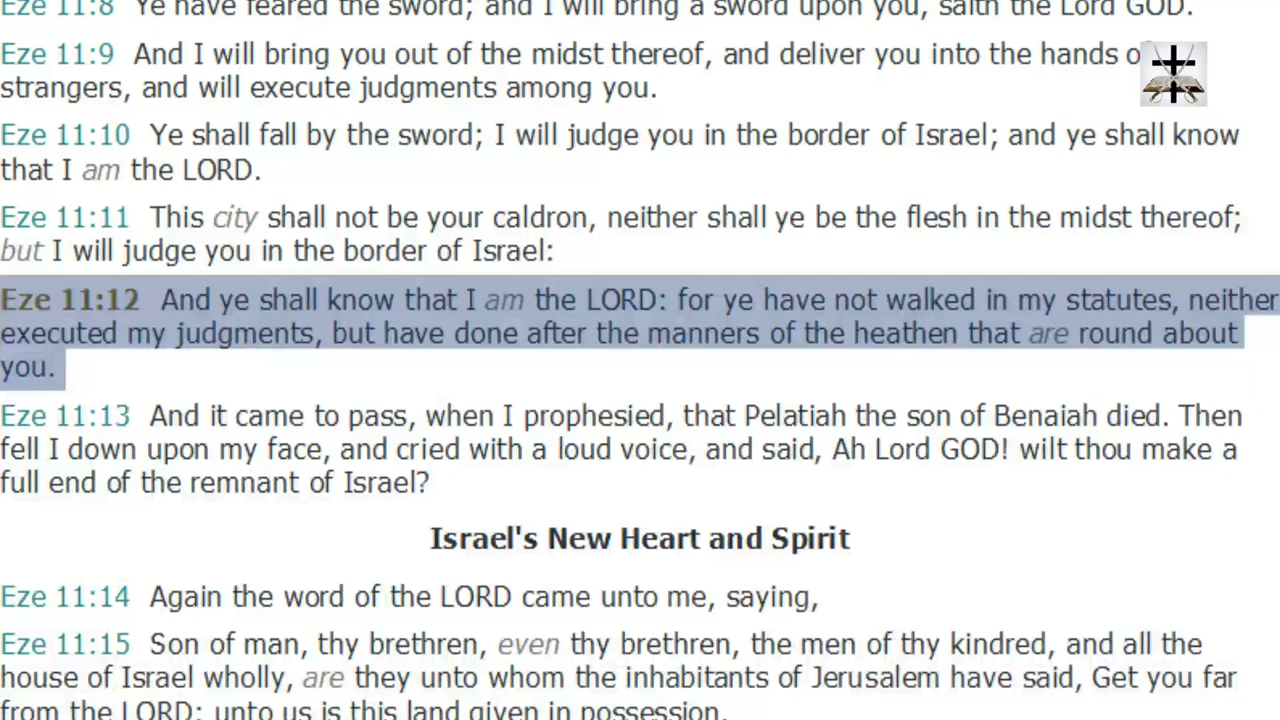 Eze 11:8 Ye have feared the sword; and I will bring a sword upon you, saith the Lord GOD.
Eze 11:9 And I will bring you out of the midst thereof, and deliver you into the hands
strangers, and will execute judgments among you.
Eze 11:10 Ye shall fall by the sword; I will judge you in the border of Israel; and ye shall know
that I am the LORD.
Eze 11:11 This city shall not be your caldron, neither shall ye be the flesh in the midst thereof;
but I will judge you in the border of Israel:
Eze 11:12 And ye shall know that I am the LORD: for ye have not walked in my statutes, neither
executed my judgments, but have done after the manners of the heathen that are round about
you.
Eze 11:13 And it came to pass, when I prophesied, that Pelatiah the son of Benaiah died. Then
fell I down upon my face, and cried with a loud voice, and said, Ah Lord GOD! wilt thou make a
full end of the remnant of Israel?
Israel's New Heart and Spirit
Eze 11:14 Again the word of the LORD came unto me, saying,
Eze 11:15 Son of man, thy brethren, even thy brethren, the men of thy kindred, and all the
house of Israel wholly, are they unto whom the inhabitants of Jerusalem have said, Get you far
from the LORD: unto us is this land given in possession.